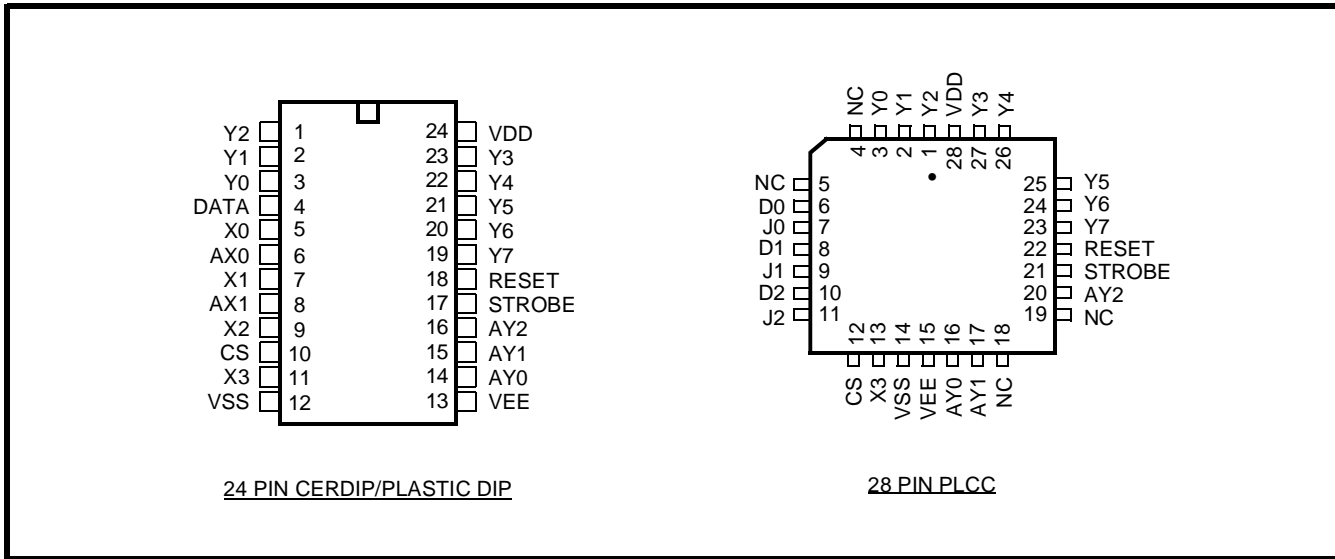 Y2 1 24 VDD
Y1 2 23 Y3
Y0 3 22 Y4
DATA 4 21 Y5
X0 5 20 Y6
AX0 6 19 Y7
X1 7 18 RESET
AX1 8 17 STROBE
X2 9 16 AY2
CS 10 15 AY1
X3 11 14 AY0
VSS 12 13 VEE
24 PIN CERDIP/PLASTIC DIP
NC Y0 Y1 Y2 VDD Y3 Y4
4 3 2 1 28 27 26
NC 5 25 Y5
D0 6 24 Y6
J0 7 23 Y7
D1 8 22 RESET
J1 9 21 STROBE
D2 10 20 AY2
J2 11 19 NC
12 13 14 15 16 17 18
CS X3 VSS VEE AY0 AY1 NC
28 PIN PLCC